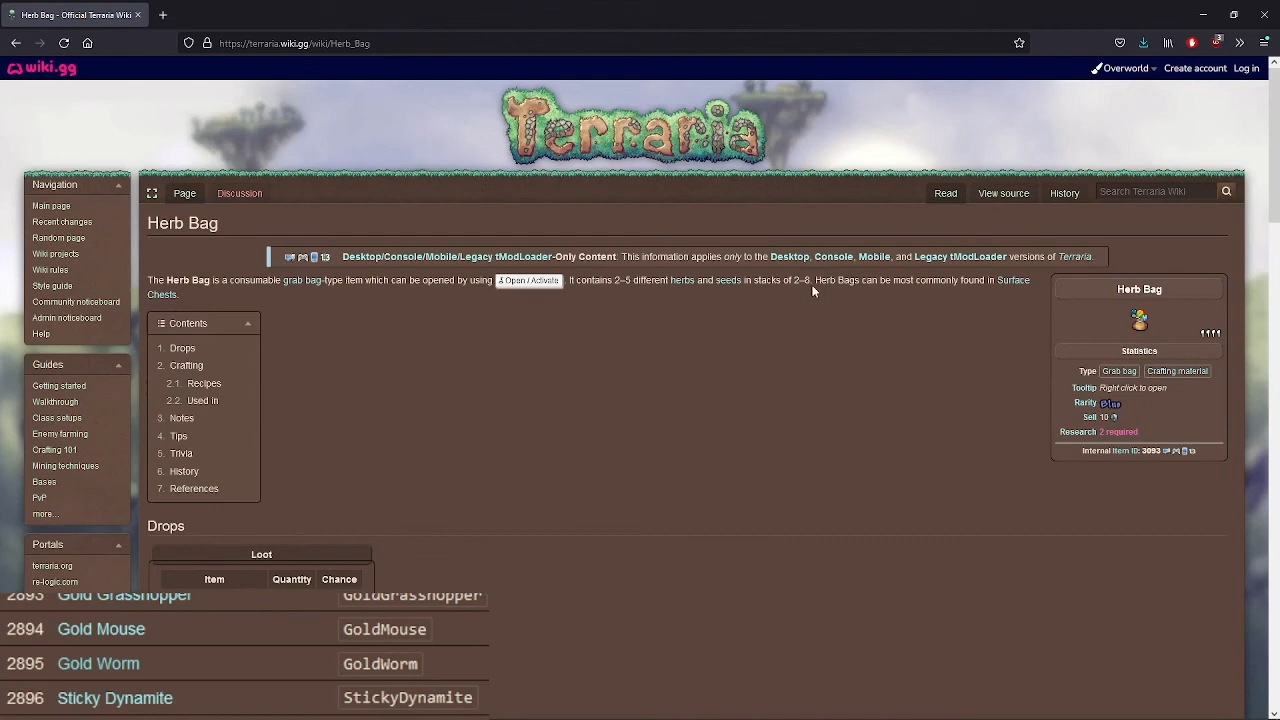 Herb Bag - Official Terraria Wiki
https://terraria.wiki.gg/wiki/Herb_Bag
wiki.gg
Overworld
Create account
Log in
Terraria
Navigation
Main page
Recent changes
Random page
Wiki projects
Wiki rules
Style guide
Community noticeboard
Admin noticeboard
Help
Guides
Getting started
Walkthrough
Class setups
Enemy farming
Crafting 101
Mining techniques
Bases
PvP
more...
Portals
terraria.org
re-logic.com
Page
Discussion
Read
View source
History
Search Terraria Wiki
Herb Bag
13 Desktop/Console/Mobile/Legacy tModLoader-Only Content: This information applies only to the Desktop, Console, Mobile, and Legacy tModLoader versions of Terraria.
The Herb Bag is a consumable grab bag-type item which can be opened by using Open / Activate. It contains 2–5 different herbs and seeds in stacks of 2–8. Herb Bags can be most commonly found in Surface
Chests.
Contents
1. Drops
2. Crafting
2.1. Recipes
2.2. Used in
3. Notes
4. Tips
5. Trivia
6. History
7. References
Herb Bag
Statistics
Type Grab bag Crafting material
Tooltip Right click to open
Rarity Blue
Sell 10
Research 2 required
Internal Item ID: 3093 13
Drops
Loot
Item Quantity Chance
2893 Gold Grasshopper GoldGrasshopper
2894 Gold Mouse GoldMouse
2895 Gold Worm GoldWorm
2896 Sticky Dynamite StickyDynamite